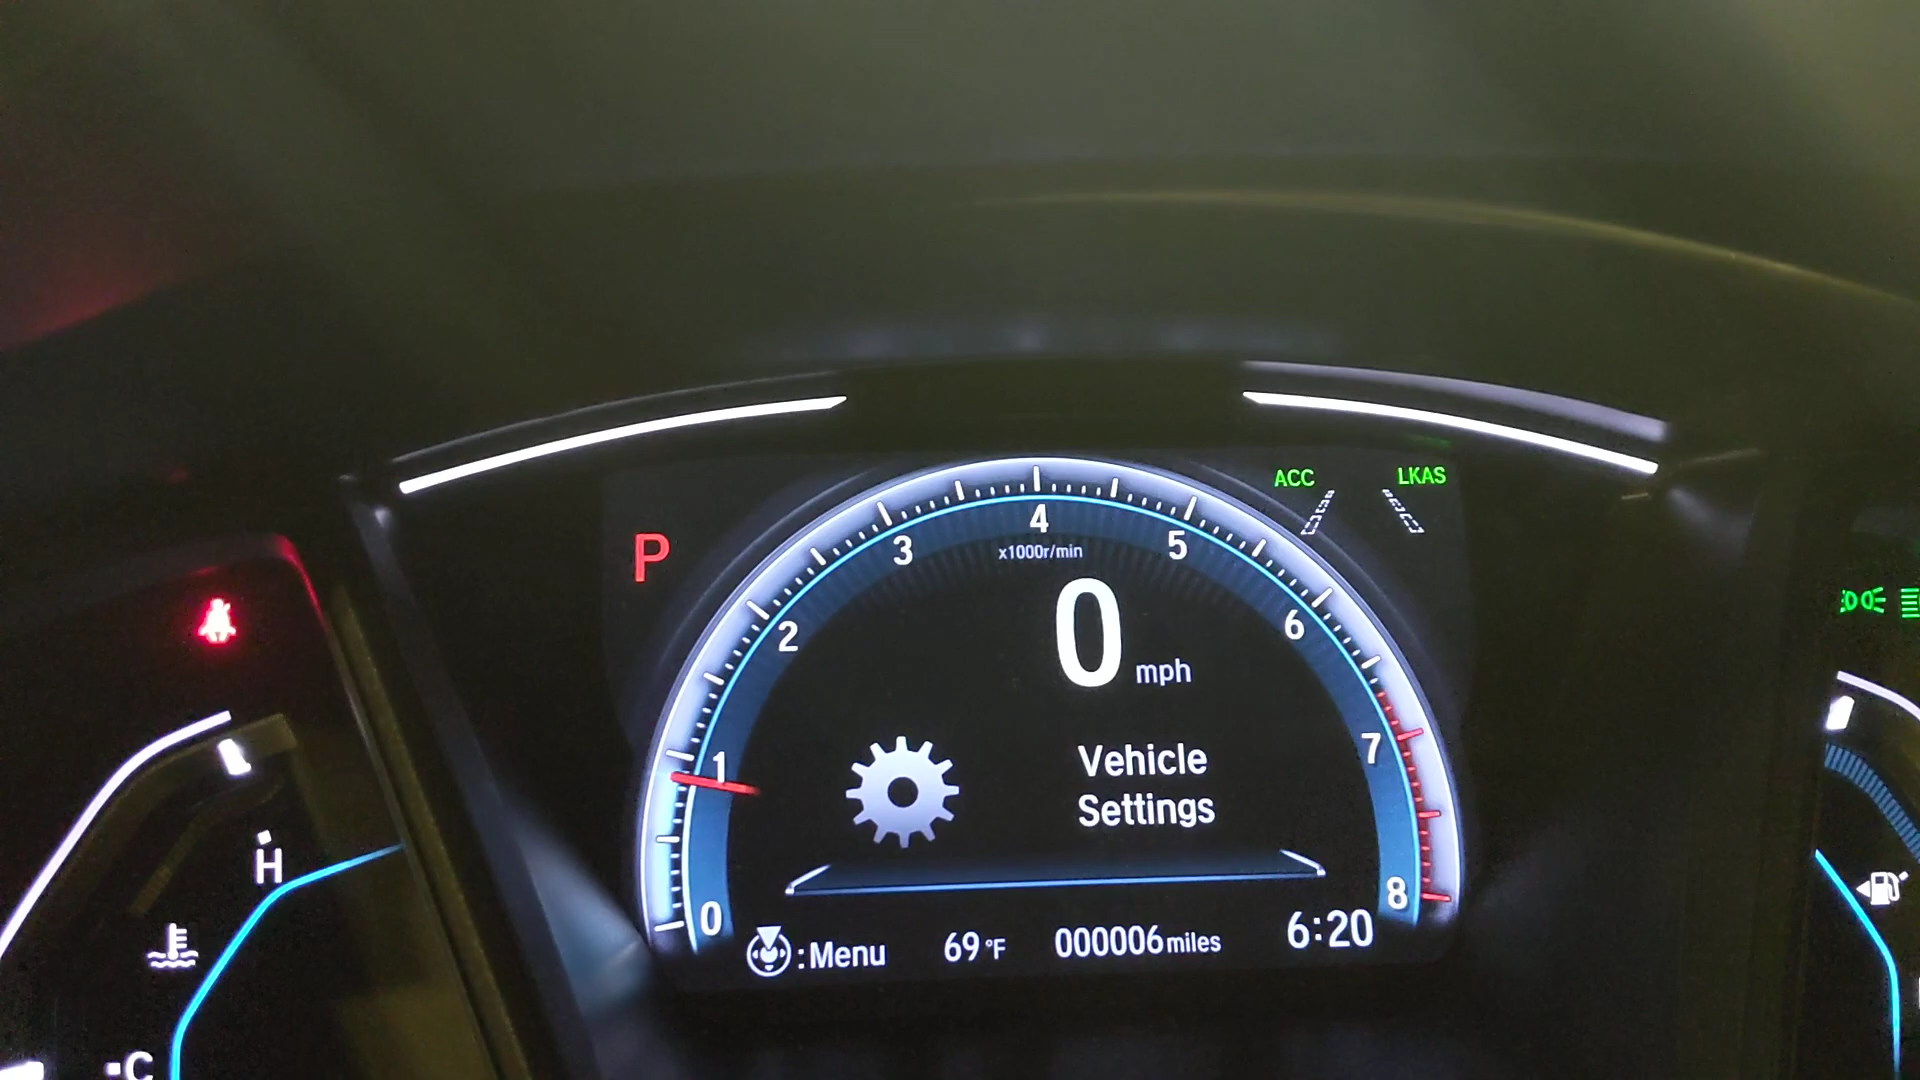 ACC
LKAS
P
4
3
5
x1000r/min
2
6
0
mph
1
7
Vehicle
Settings
0
8
H
C
:Menu
69°F
000006miles
6:20